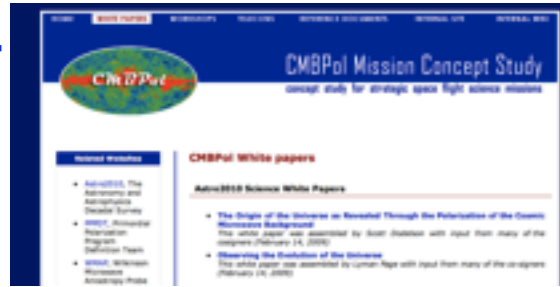 HOME WHITE PAPERS WORKSHOPS TELECONS REFERENCE DOCUMENTS INTERNAL SITE INTERNAL WIKI
CMBPol
CMBPol Mission Concept Study
concept study for strategic space flight science missions
Related Websites
Astro2010, The
Astronomy and
Astrophysics
Decadal Survey
PPPDT, Primordial
Polarization
Program
Definition Team
WMAP, Wilkinson
Microwave
Anisotropy Probe
CMBPol White papers
Astro2010 Science White Papers
The Origin of the Universe as Revealed Through the Polarization of the Cosmic
Microwave Background
This white paper was assembled by Scott Dodelson with input from many of the
cosigners (February 14, 2009)
Observing the Evolution of the Universe
This white paper was assembled by Lyman Page with input from many of the co-signers
(February 14, 2009)